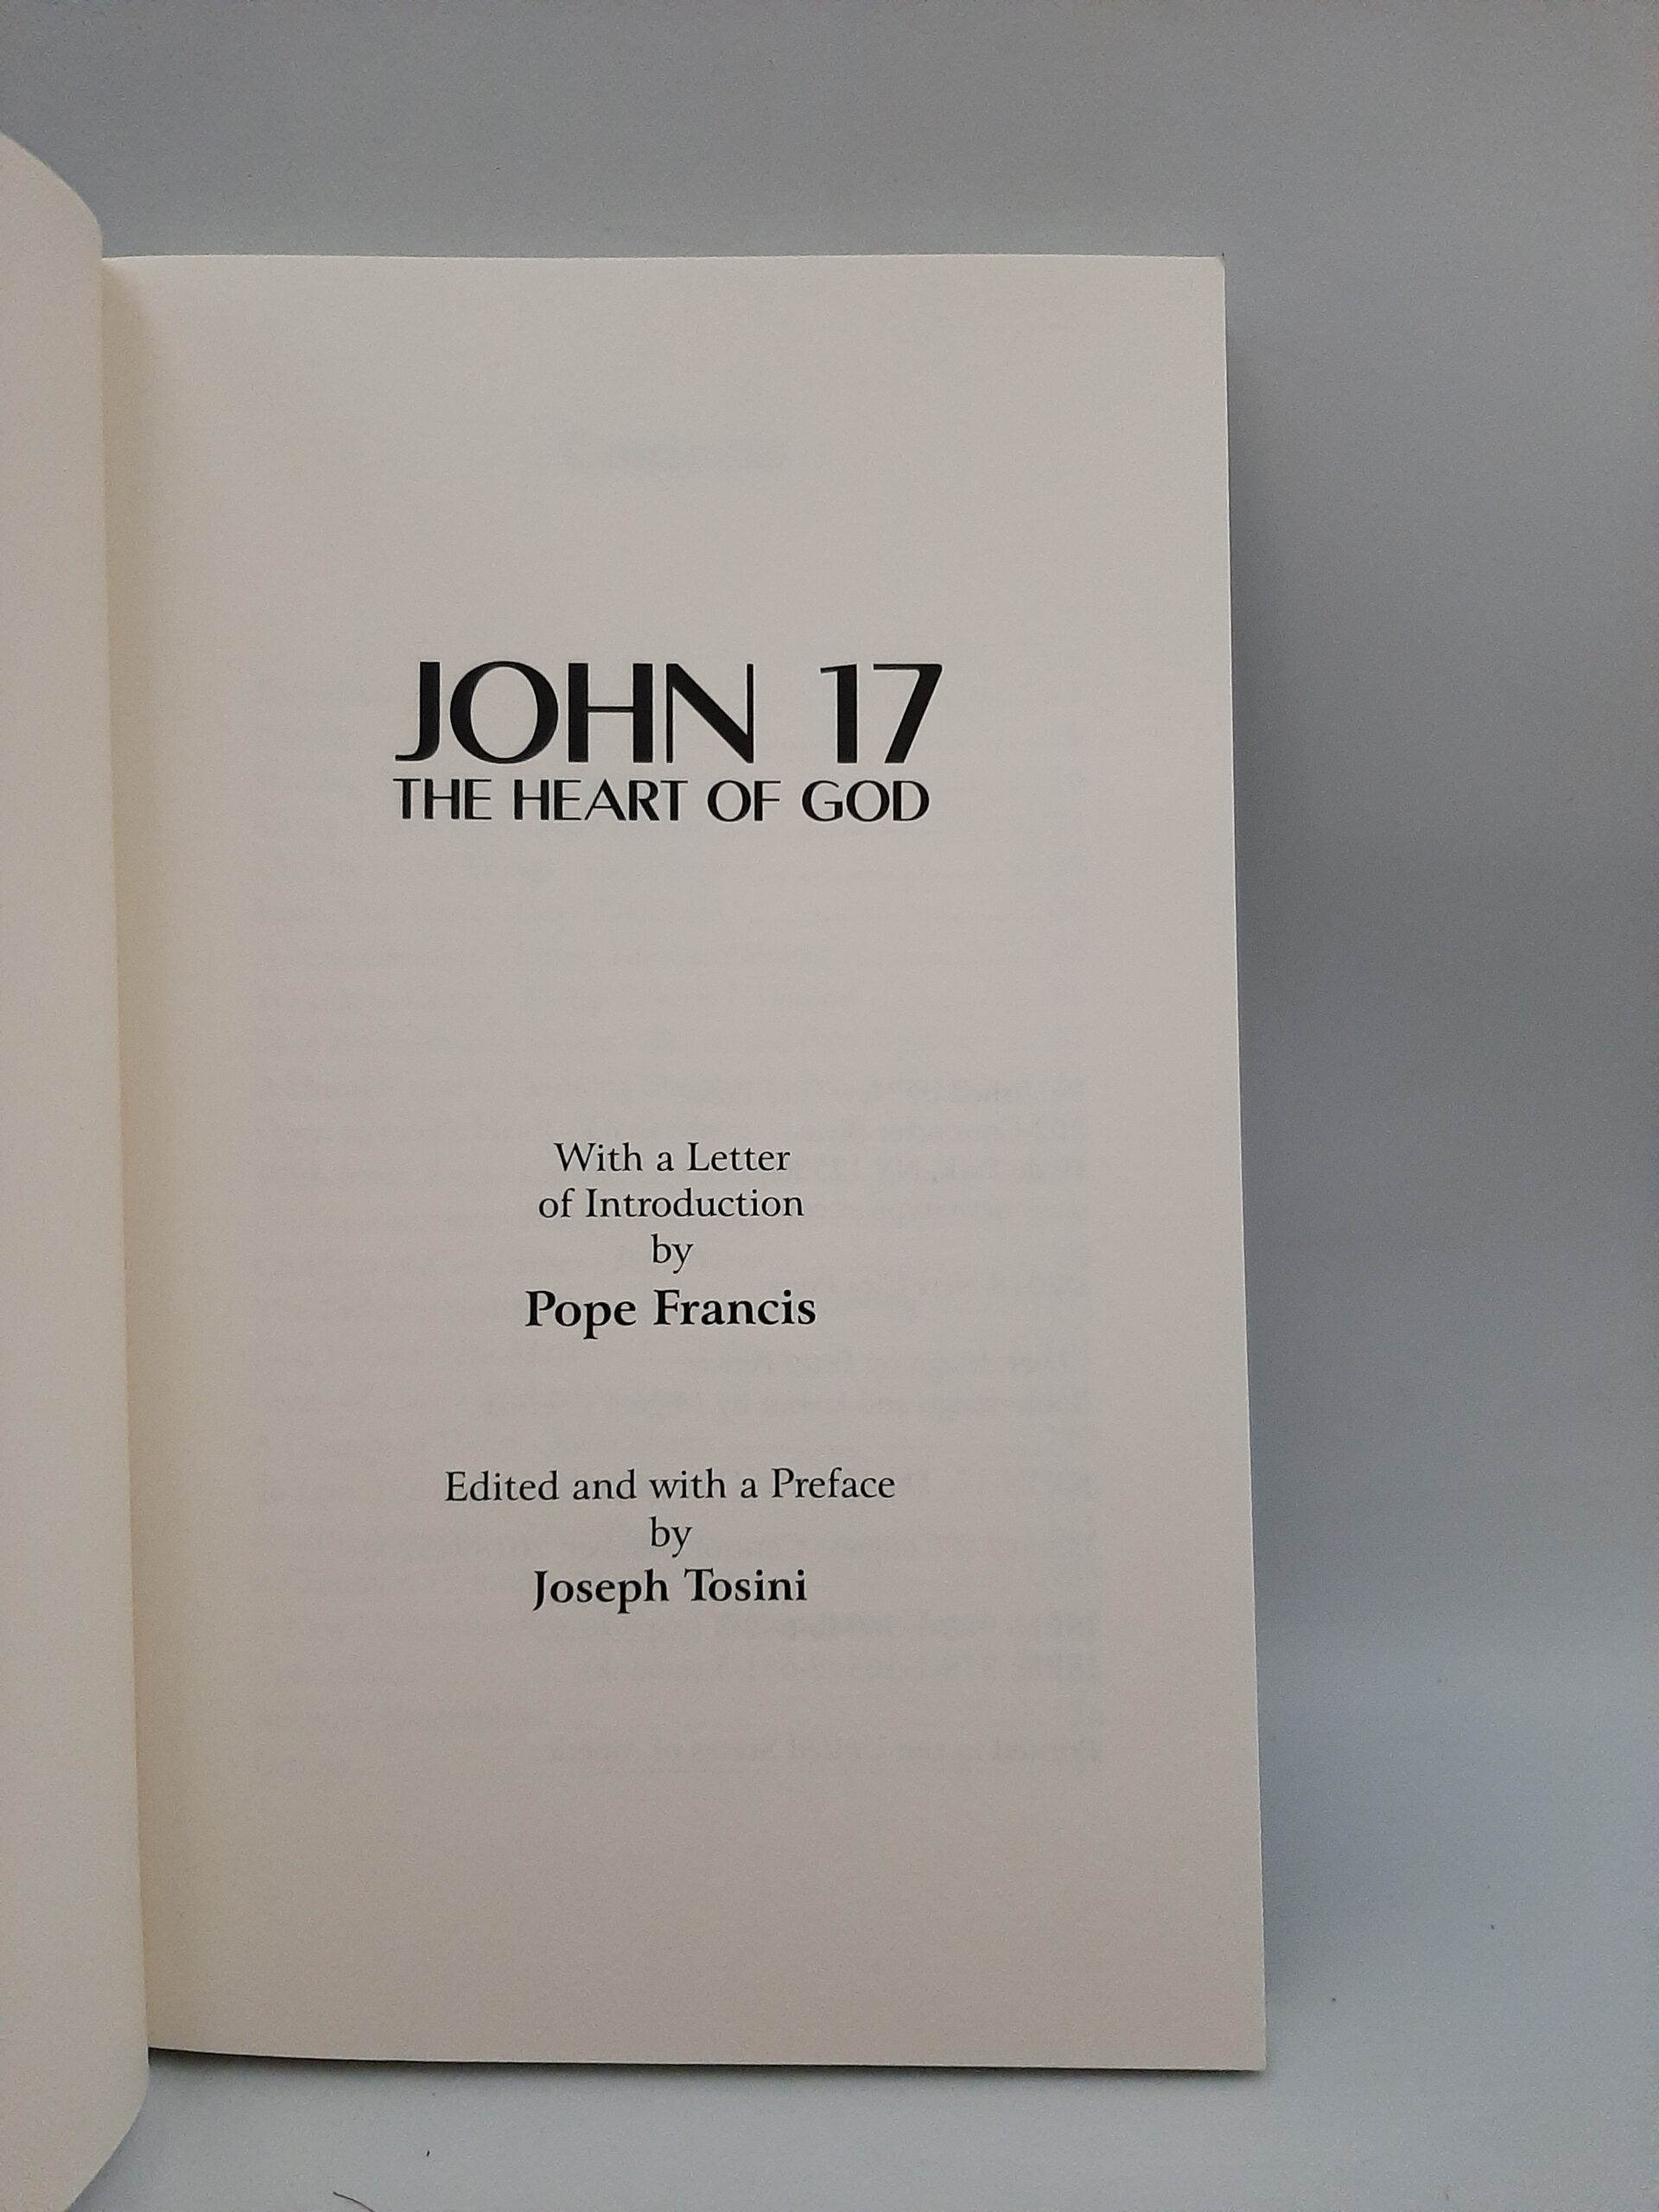 JOHN 17
THE HEART OF GOD
With a Letter
of Introduction
by
Pope Francis
Edited and with a Preface
by
Joseph Tosini